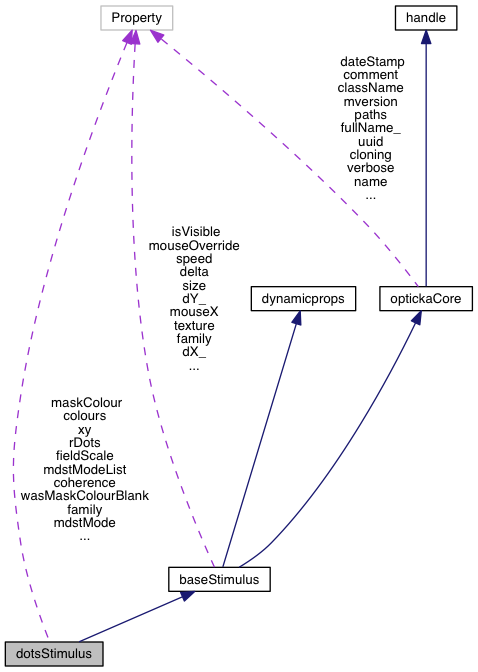 Property
handle
dateStamp
comment
className
mversion
paths
fullName_
uuid
cloning
verbose
name
...
isVisible
mouseOverride
speed
delta
size
dY_
mouseX
texture
family
dX_
...
dynamicprops
optickaCore
maskColour
colours
xy
rDots
fieldScale
mdstModeList
coherence
wasMaskColourBlank
family
mdstMode
...
baseStimulus
dotsStimulus